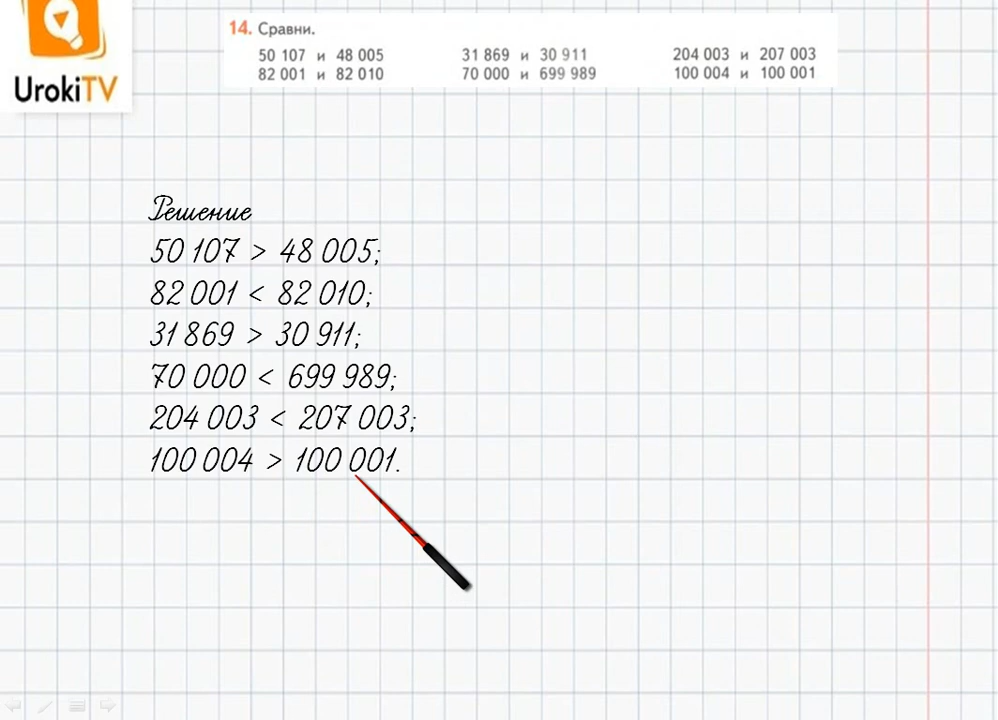 14. Сравни.
50 107 и 48 005 31 869 и 30 911 204 003 и 207 003
82 001 и 82 010 70 000 и 699 989 100 004 и 100 001
UrokiTV
Решение
50 107 > 48 005;
82 001 < 82 010;
31 869 > 30 911;
70 000 < 699 989;
204 003 < 207 003;
100 004 > 100 001.